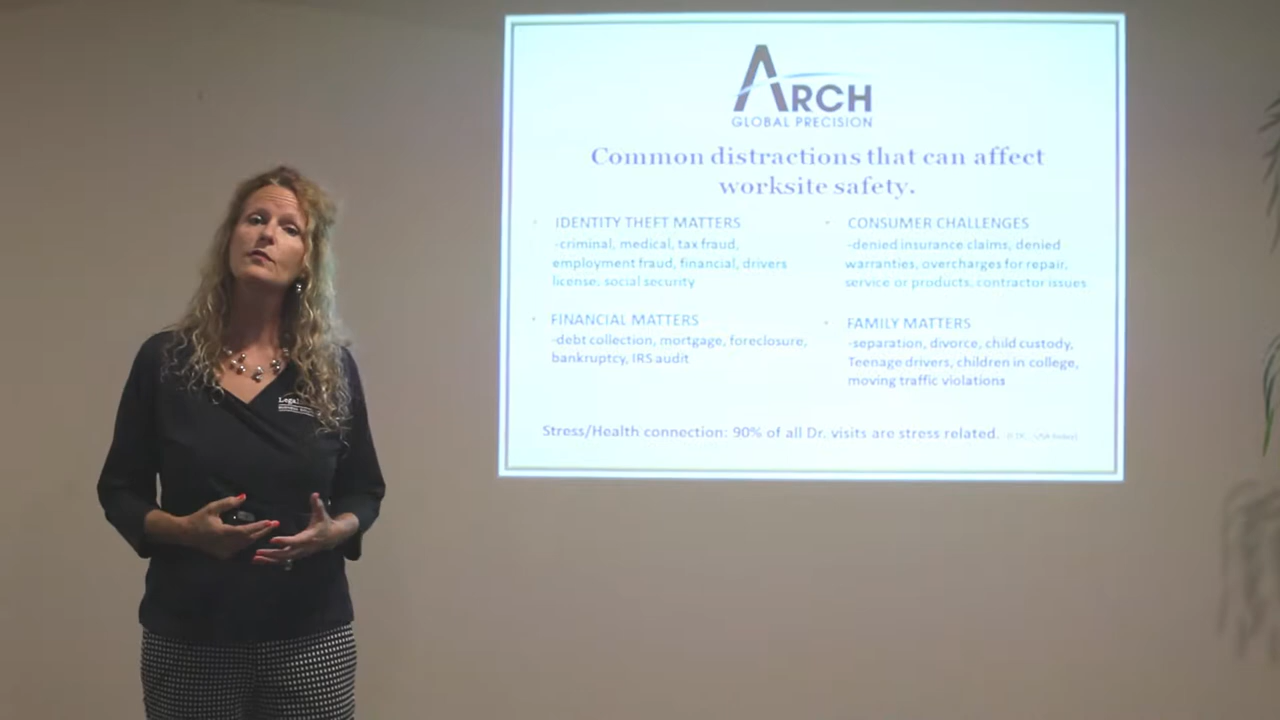 ARCH
GLOBAL PRECISION
Common distractions that can affect
worksite safety.
• IDENTITY THEFT MATTERS
-criminal, medical, tax fraud,
employment fraud, financial, drivers
license, social security
• FINANCIAL MATTERS
-debt collection, mortgage, foreclosure,
bankruptcy, IRS audit
• CONSUMER CHALLENGES
-denied insurance claims, denied
warranties, overcharges for repair,
service or products, contractor issues
• FAMILY MATTERS
-separation, divorce, child custody,
Teenage drivers, children in college,
moving traffic violations
Stress/Health connection: 90% of all Dr. visits are stress related.
Legal